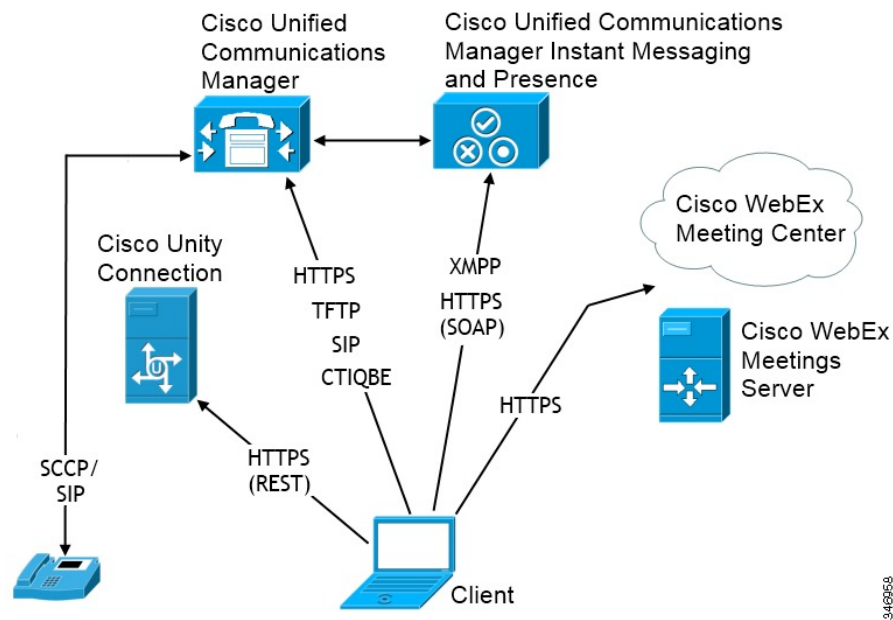 Cisco Unified
Communications
Manager
Cisco Unified Communications
Manager Instant Messaging
and Presence
Cisco WebEx
Meeting Center
Cisco Unity
Connection
U
HTTPS
TFTP
SIP
CTIQBE
XMPP
HTTPS
(SOAP)
Cisco WebEx
Meetings
Server
HTTPS
HTTPS
(REST)
SCCP/
SIP
Client
346958